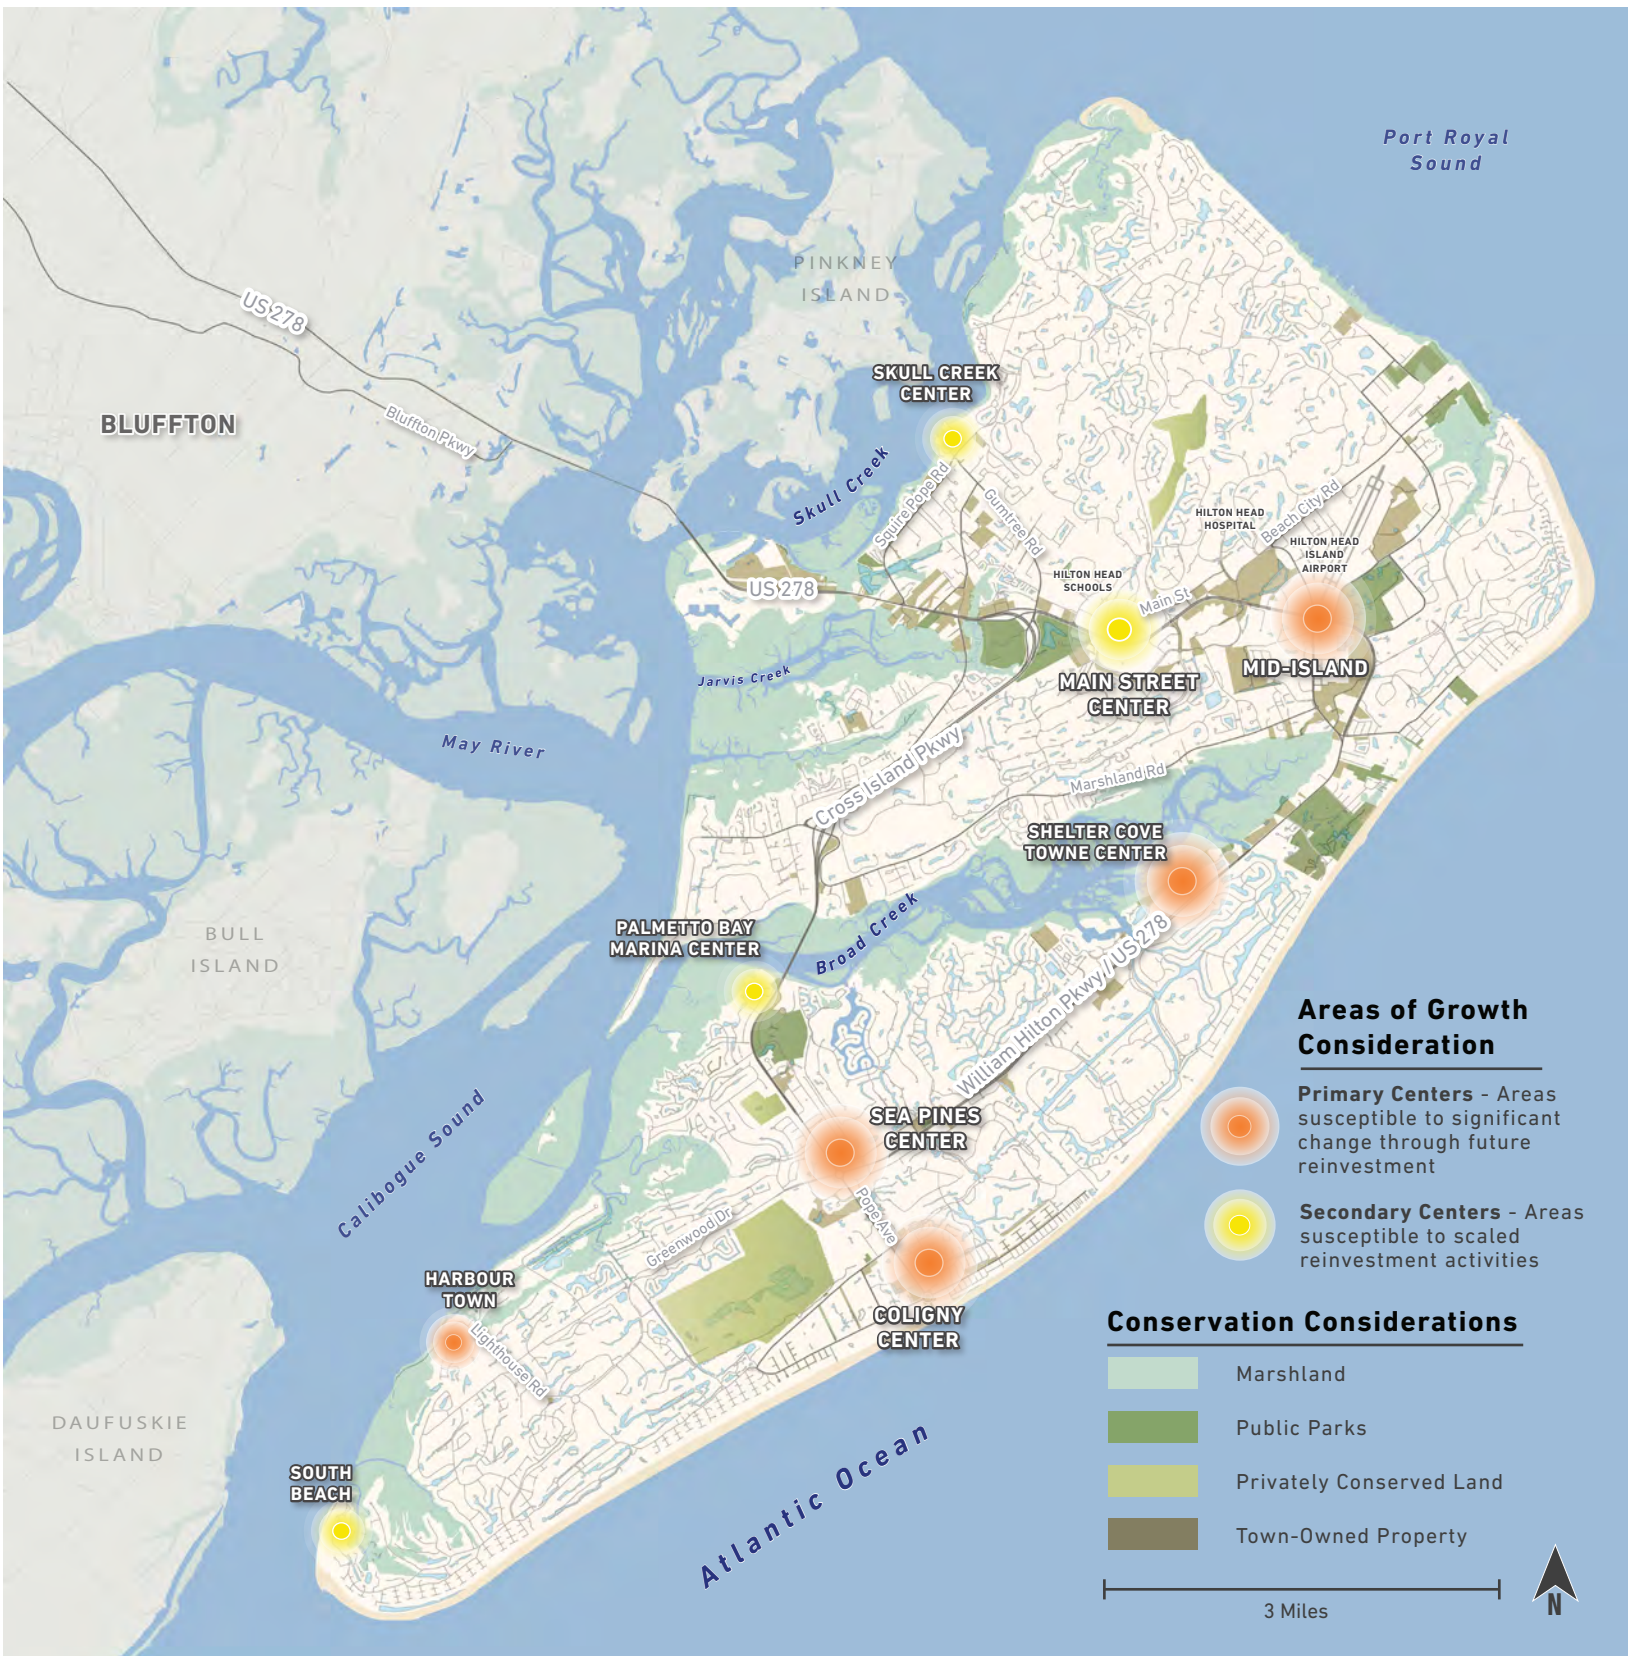 Port Royal
Sound
PINKNEY
ISLAND
US 278
SKULL CREEK
CENTER
BLUFFTON
Bluffton Pkwy
Skull Creek
Squire Pope Rd
Gumtree Rd
HILTON HEAD
HOSPITAL
Beach City Rd
HILTON HEAD
ISLAND
AIRPORT
HILTON HEAD
SCHOOLS
US 278
Main St
Jarvis Creek
MAIN STREET
CENTER
MID-ISLAND
May River
Cross Island Pkwy
Marshland Rd
SHELTER COVE
TOWNE CENTER
PALMETTO BAY
MARINA CENTER
Broad Creek
BULL
ISLAND
William Hilton Pkwy / US 278
Calibogue Sound
SEA PINES
CENTER
Pope Ave
Greenwood Dr
HARBOUR
TOWN
Lighthouse Rd
COLIGNY
CENTER
DAUFUSKIE
ISLAND
SOUTH
BEACH
Atlantic Ocean
Areas of Growth
Consideration
Primary Centers - Areas
susceptible to significant
change through future
reinvestment
Secondary Centers - Areas
susceptible to scaled
reinvestment activities
Conservation Considerations
Marshland
Public Parks
Privately Conserved Land
Town-Owned Property
3 Miles
N